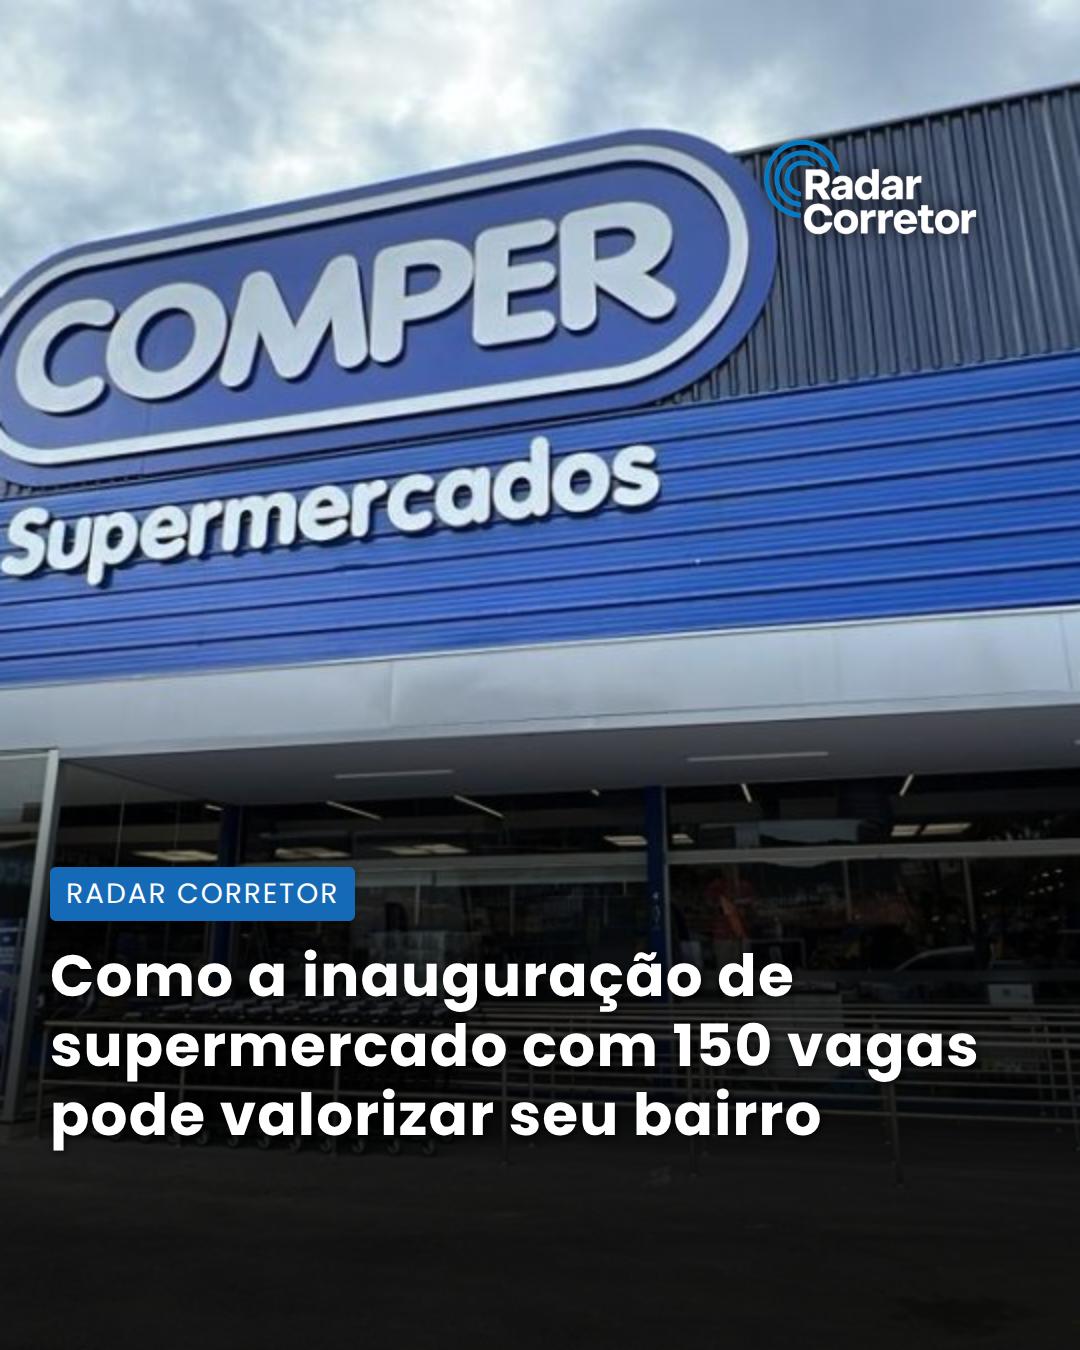 Radar
Corretor
COMPER
Supermercados
RADAR CORRETOR
Como a inauguração de
supermercado com 150 vagas
pode valorizar seu bairro